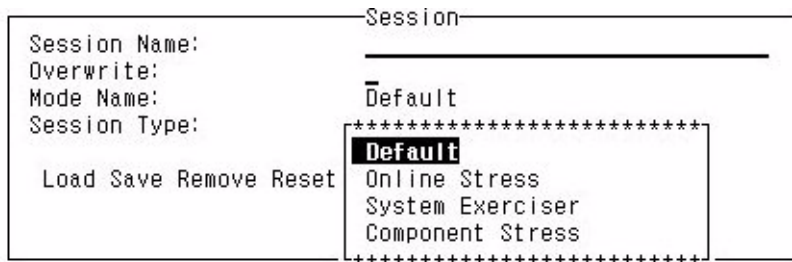 Session
Session Name:
Overwrite:
Mode Name: Default
Session Type:
Default
Load Save Remove Reset
Online Stress
System Exerciser
Component Stress